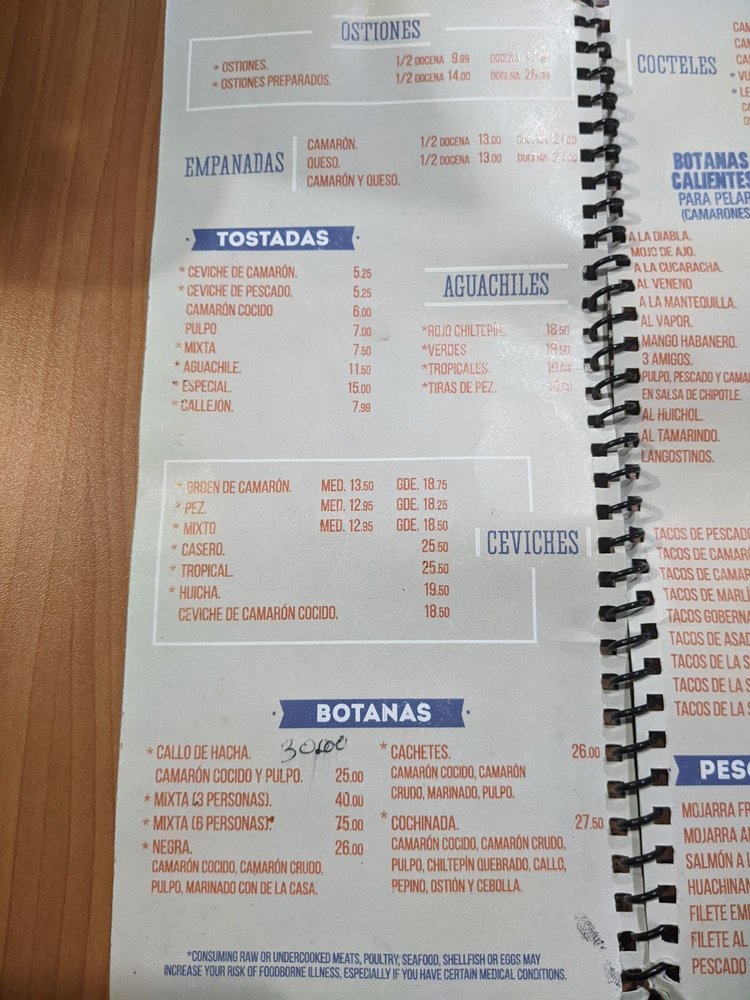 OSTIONES
* OSTIONES. 1/2 DOCENA 9.99 DOCENA
* OSTIONES PREPARADOS. 1/2 DOCENA 14.00 DOCENA
EMPANADAS
CAMARÓN. 1/2 DOCENA 13.00 DOCENA
QUESO. 1/2 DOCENA 13.00 DOCENA
CAMARÓN Y QUESO.
TOSTADAS
* CEVICHE DE CAMARÓN. 5.25
* CEVICHE DE PESCADO. 5.25
CAMARÓN COCIDO 6.00
PULPO 7.00
* MIXTA 7.50
* AGUACHILE. 11.50
* ESPECIAL. 15.00
* CALLEJÓN. 7.99
AGUACHILES
*ROJO CHILTEPÍN. 18.50
*VERDES.
*TROPICALES.
*TIRAS DE PEZ.
* ORDEN DE CAMARÓN. MED. 13.50 GDE. 18.75
* PEZ. MED. 12.95 GDE. 18.25
* MIXTO MED. 12.95 GDE. 18.50
* CASERO. 25.50
* TROPICAL. 25.50
* HUICHA. 19.50
CEVICHE DE CAMARÓN COCIDO. 18.50
CEVICHES
BOTANAS
* CALLO DE HACHA. 30.00
CAMARÓN COCIDO Y PULPO. 25.00
* MIXTA (3 PERSONAS). 40.00
* MIXTA (6 PERSONAS). 75.00
* NEGRA. 26.00
CAMARÓN COCIDO, CAMARÓN CRUDO,
PULPO, MARINADO CON DE LA CASA.
* CACHETES. 26.00
CAMARÓN COCIDO, CAMARÓN
CRUDO, MARINADO, PULPO.
* COCHINADA. 27.50
CAMARÓN COCIDO, CAMARÓN CRUDO,
PULPO, CHILTEPÍN QUEBRADO, CALLO,
PEPINO, OSTIÓN Y CEBOLLA.
*CONSUMING RAW OR UNDERCOOKED MEATS, POULTRY, SEAFOOD, SHELLFISH OR EGGS MAY
INCREASE YOUR RISK OF FOODBORNE ILLNESS, ESPECIALLY IF YOU HAVE CERTAIN MEDICAL CONDITIONS.
COCTELES
BOTANAS
CALIENTES
PARA PELAR
(CAMARONES
A LA DIABLA.
MOJO DE AJO.
A LA CUCARACHA.
AL VENENO
A LA MANTEQUILLA.
AL VAPOR.
MANGO HABANERO.
3 AMIGOS.
PULPO, PESCADO Y CAMA
EN SALSA DE CHIPOTLE.
AL HUICHOL.
AL TAMARINDO.
LANGOSTINOS.
TACOS DE PESCADO
TACOS DE CAMAR
TACOS DE CAMAR
TACOS DE MARLI
TACOS GOBERNA
TACOS DE ASAD
TACOS DE LA S
TACOS DE LA S
TACOS DE LA S
PESC
MOJARRA FR
MOJARRA A
SALMÓN A L
HUACHINAN
FILETE EM
FILETE AL
PESCADO